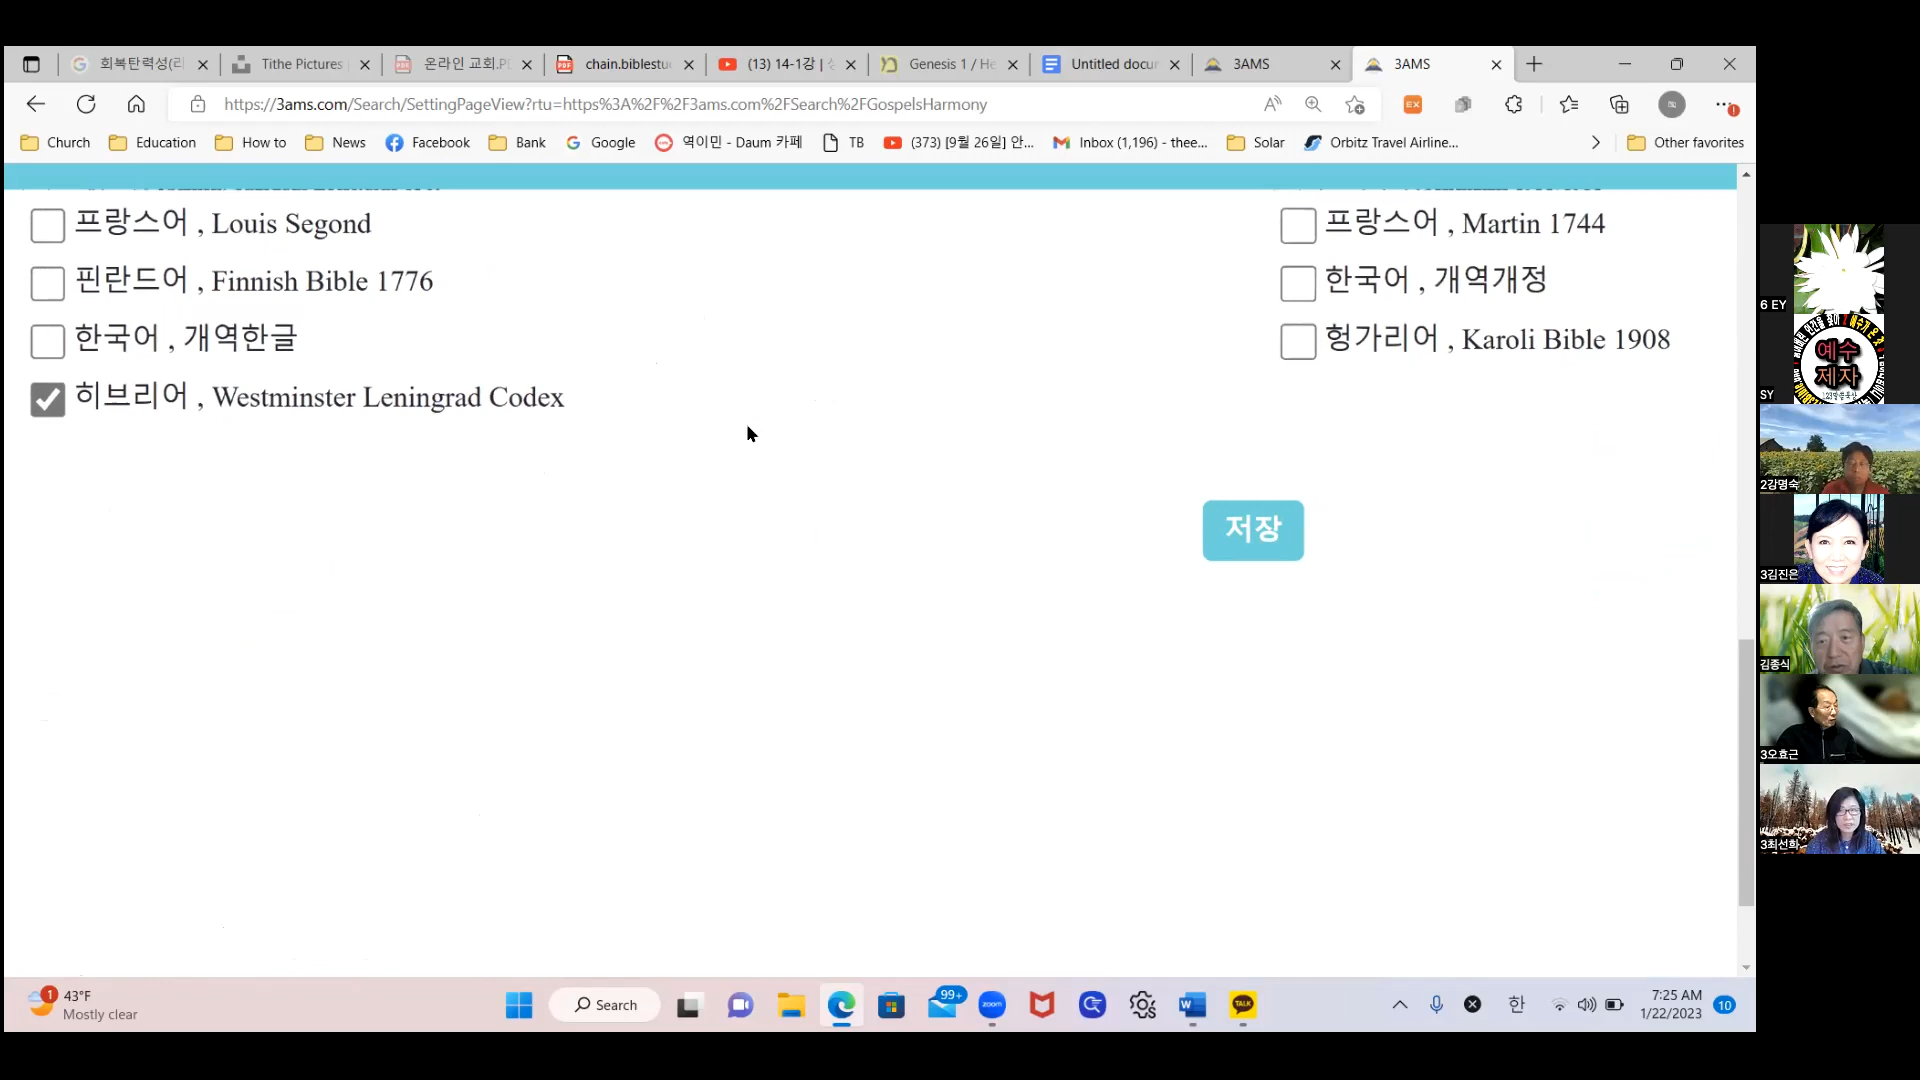 회복탄력성(리
Tithe Pictures
온라인 교회.PD
chain.biblestu
(13) 14-1강 |
Genesis 1 / He
Untitled docur
3AMS
3AMS
https://3ams.com/Search/SettingPageView?rtu=https%3A%2F%2F3ams.com%2FSearch%2FGospelsHarmony
Church
Education
How to
News
Facebook
Bank
Google
역이민 - Daum 카페
TB
(373) [9월 26일] 안...
Inbox (1,196) - thee...
Solar
Orbitz Travel Airline...
Other favorites
프랑스어 , Louis Segond
프랑스어 , Martin 1744
핀란드어 , Finnish Bible 1776
한국어 , 개역개정
한국어 , 개역한글
헝가리어 , Karoli Bible 1908
히브리어 , Westminster Leningrad Codex
저장
6 EY
예수
제자
SY
2강명숙
3김진은
김종식
3오효근
3최선희
1
43°F
Mostly clear
Search
99+
zoom
TALK
한
7:25 AM
1/22/2023
10